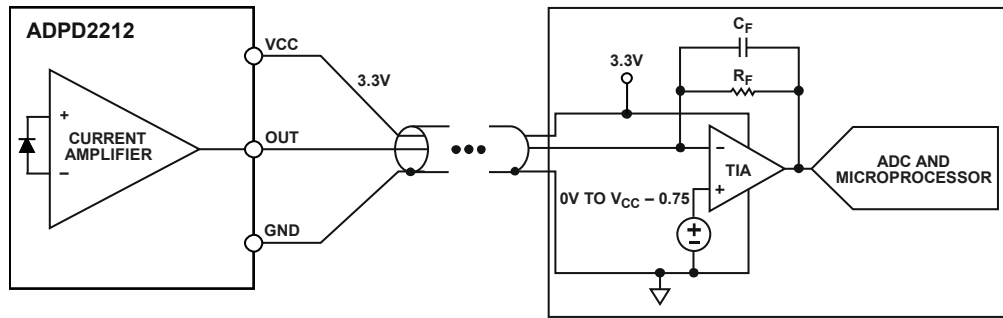 ADPD2212
VCC
3.3V
CURRENT
AMPLIFIER
+
−
OUT
GND
3.3V
CF
RF
−
+
TIA
0V TO VCC – 0.75
+
−
ADC AND
MICROPROCESSOR